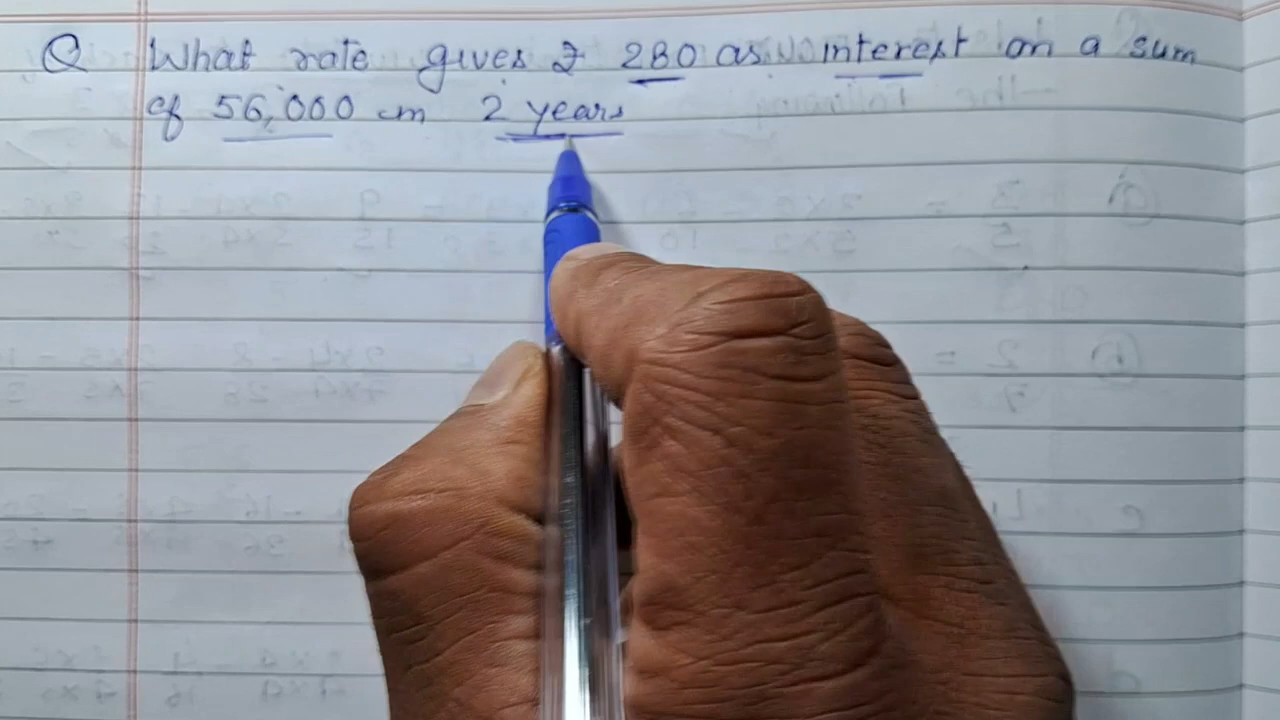 Q What rate gives ₹ 280 as interest on a sum
of 56,000 in 2 years